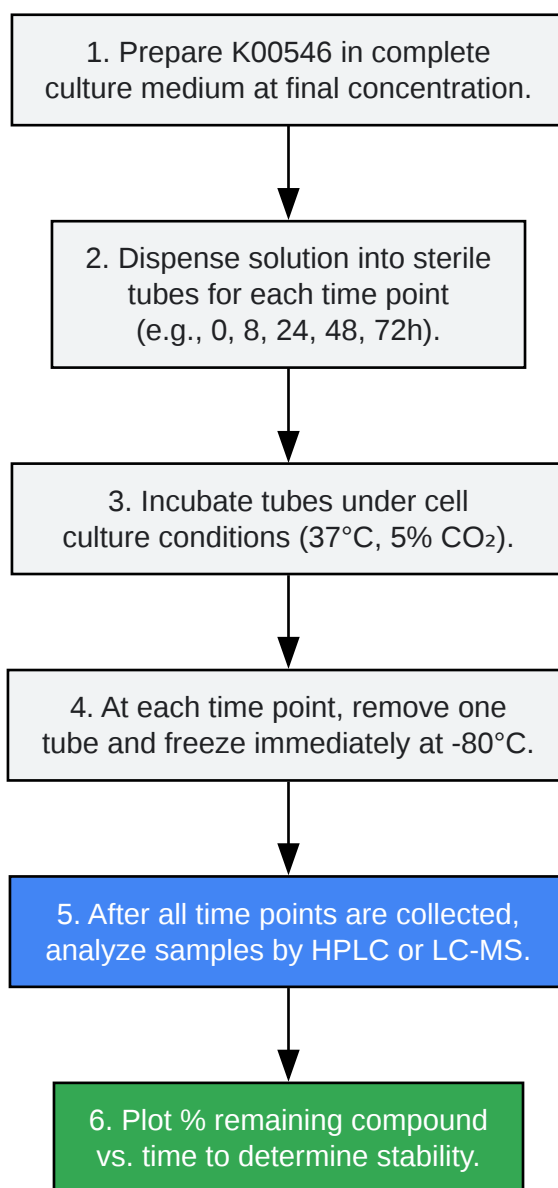 1. Prepare K00546 in complete
culture medium at final concentration.
2. Dispense solution into sterile
tubes for each time point
(e.g., 0, 8, 24, 48, 72h).
3. Incubate tubes under cell
culture conditions (37°C, 5% CO₂).
4. At each time point, remove one
tube and freeze immediately at -80°C.
5. After all time points are collected,
analyze samples by HPLC or LC-MS.
6. Plot % remaining compound
vs. time to determine stability.